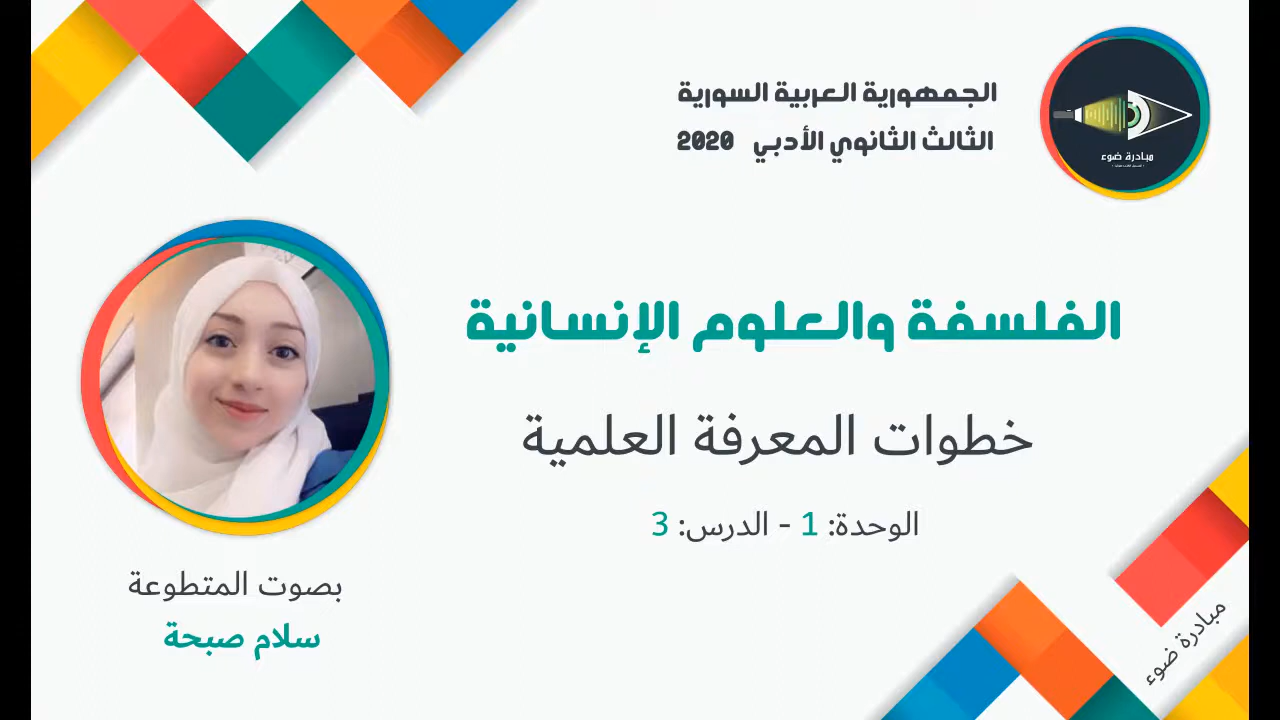 الجمهورية العربية السورية
الثالث الثانوي الأدبي 2020
مبادرة ضوء
الفلسفة والعلوم الإنسانية
خطوات المعرفة العلمية
الوحدة: 1 - الدرس: 3
بصوت المتطوعة
سلام صبحة
مبادرة ضوء